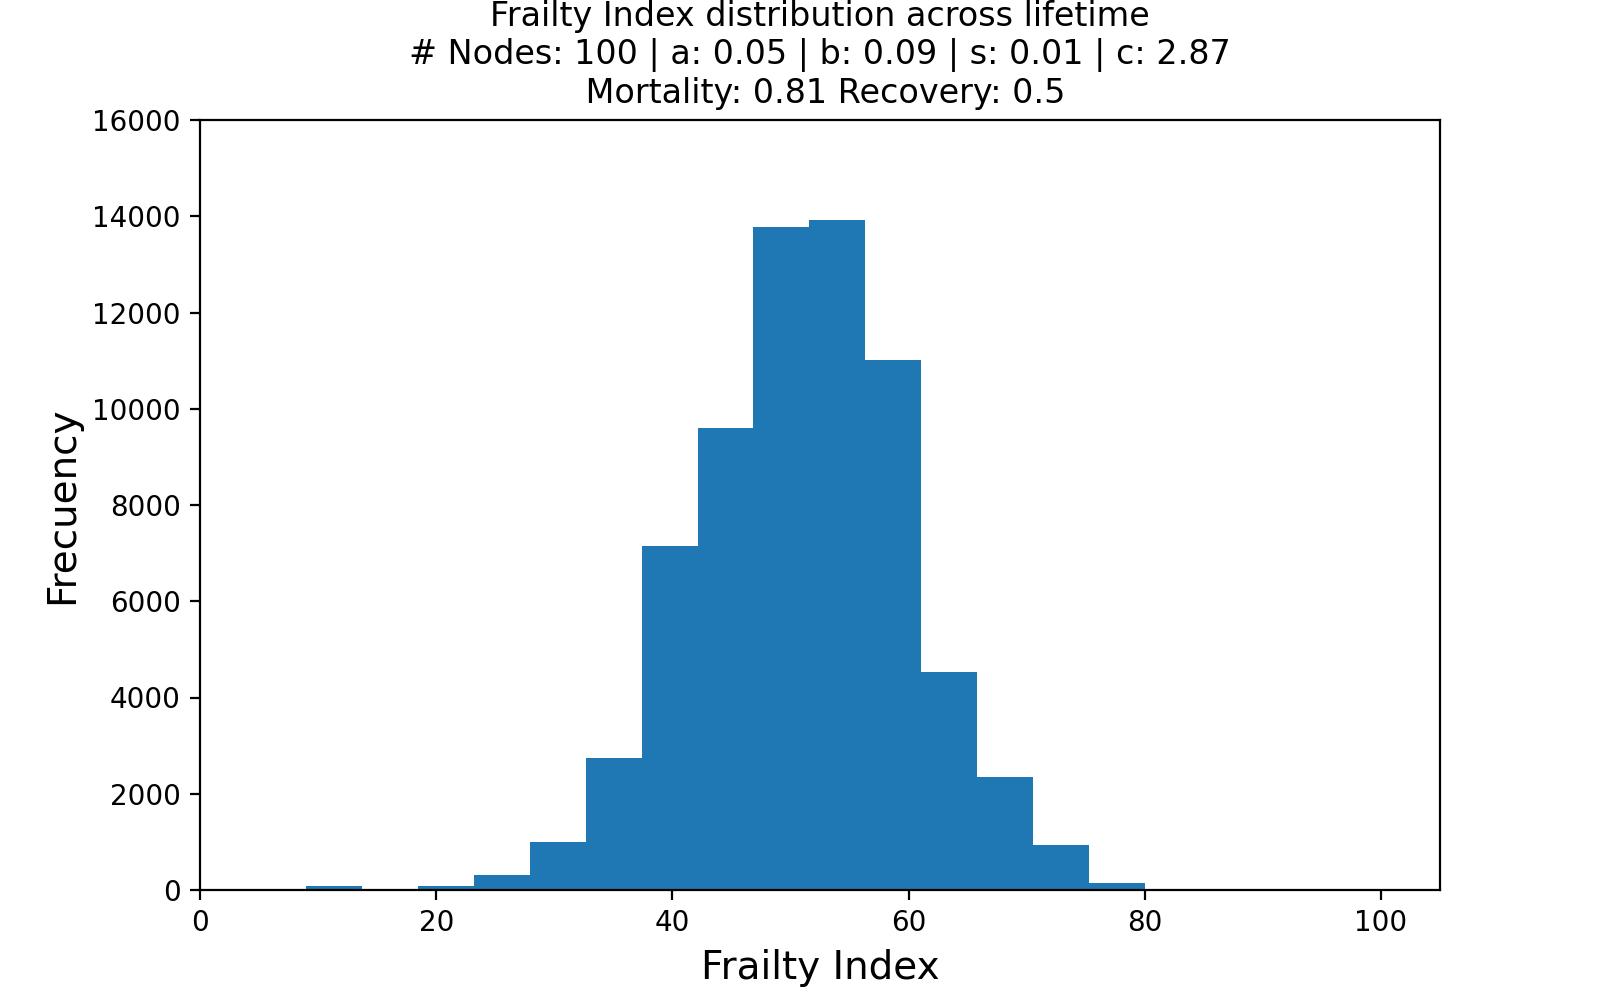 Frailty Index distribution across lifetime
# Nodes: 100 | a: 0.05 | b: 0.09 | s: 0.01 | c: 2.87
Mortality: 0.81 Recovery: 0.5
16000
14000
12000
10000
8000
6000
4000
2000
0
Frecuency
0 20 40 60 80 100
Frailty Index